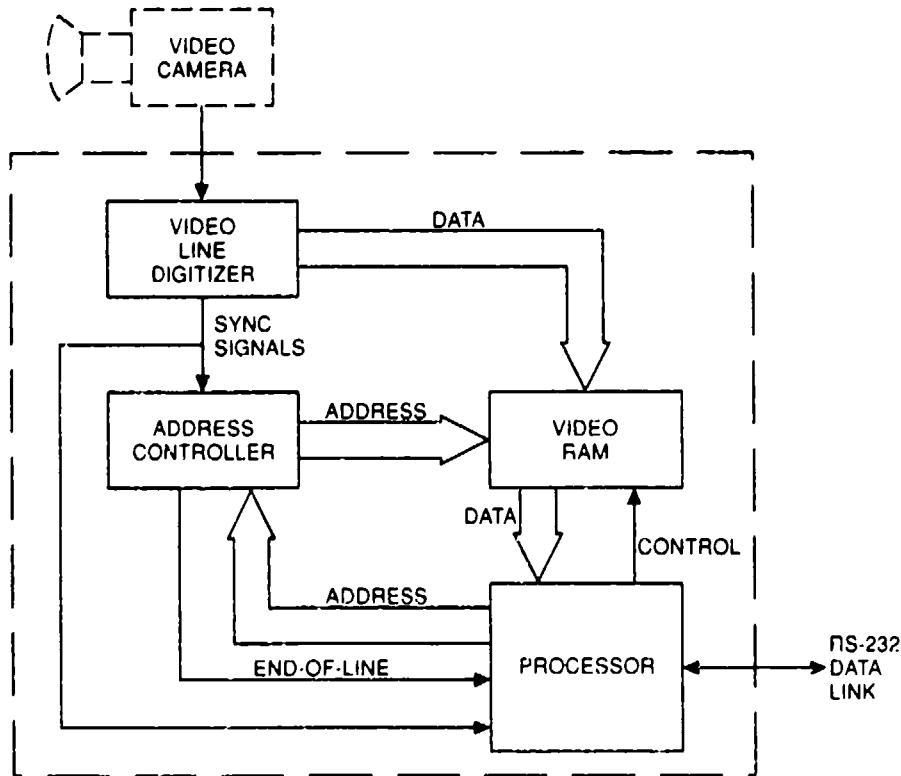 VIDEO
CAMERA
VIDEO
LINE
DIGITIZER
DATA
SYNC
SIGNALS
ADDRESS
CONTROLLER
ADDRESS
VIDEO
RAM
DATA
CONTROL
ADDRESS
END-OF-LINE
PROCESSOR
RS-232
DATA
LINK